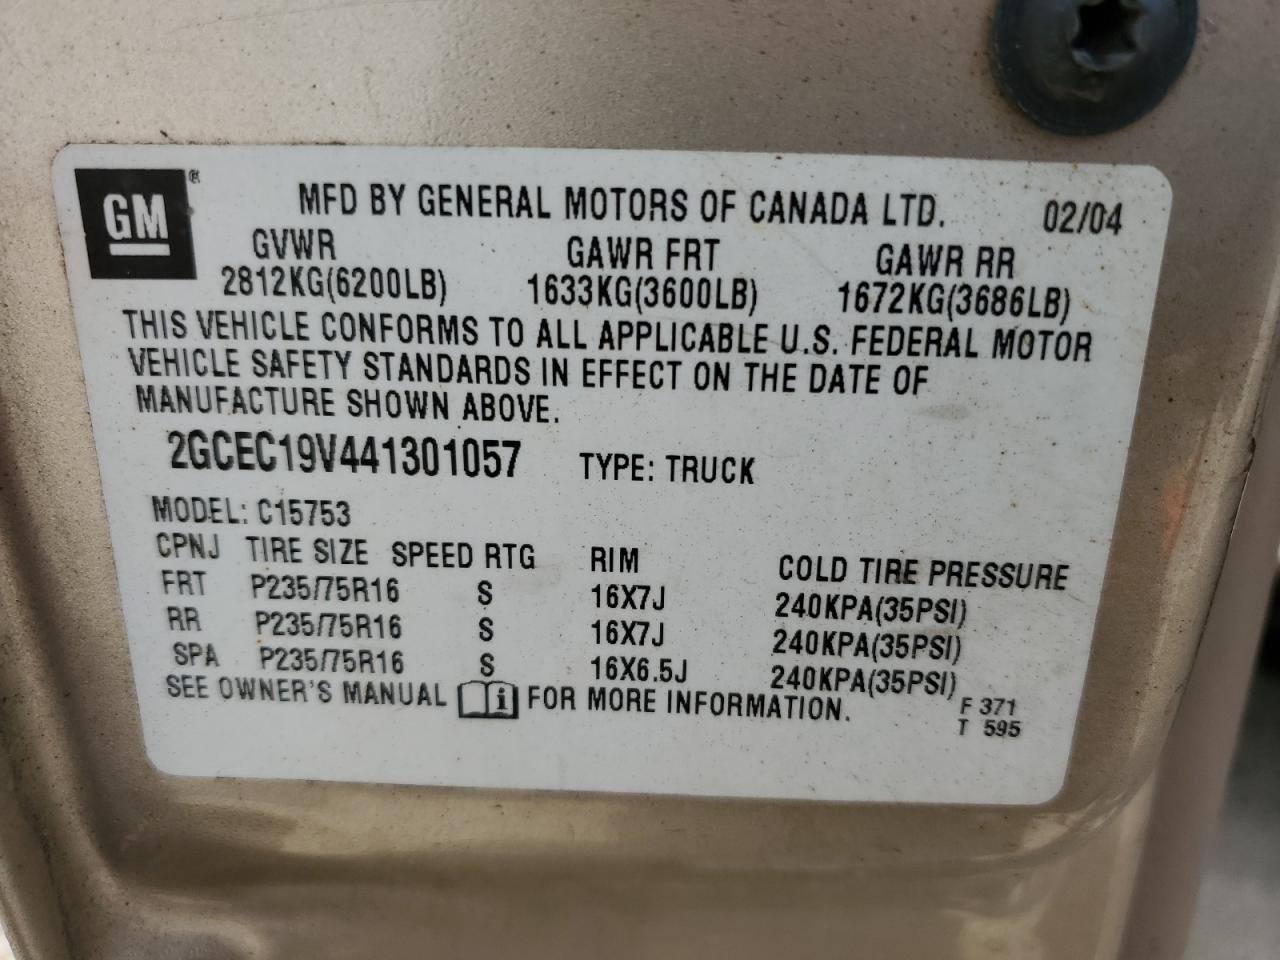 GM ®
MFD BY GENERAL MOTORS OF CANADA LTD. 02/04
GVWR GAWR FRT GAWR RR
2812KG(6200LB) 1633KG(3600LB) 1672KG(3686LB)
THIS VEHICLE CONFORMS TO ALL APPLICABLE U.S. FEDERAL MOTOR
VEHICLE SAFETY STANDARDS IN EFFECT ON THE DATE OF
MANUFACTURE SHOWN ABOVE.
2GCEC19V441301057 TYPE: TRUCK
MODEL: C15753
CPNJ TIRE SIZE SPEED RTG RIM COLD TIRE PRESSURE
FRT P235/75R16 S 16X7J 240KPA(35PSI)
RR P235/75R16 S 16X7J 240KPA(35PSI)
SPA P235/75R16 S 16X6.5J 240KPA(35PSI)
SEE OWNER'S MANUAL i FOR MORE INFORMATION. F 371
T 595